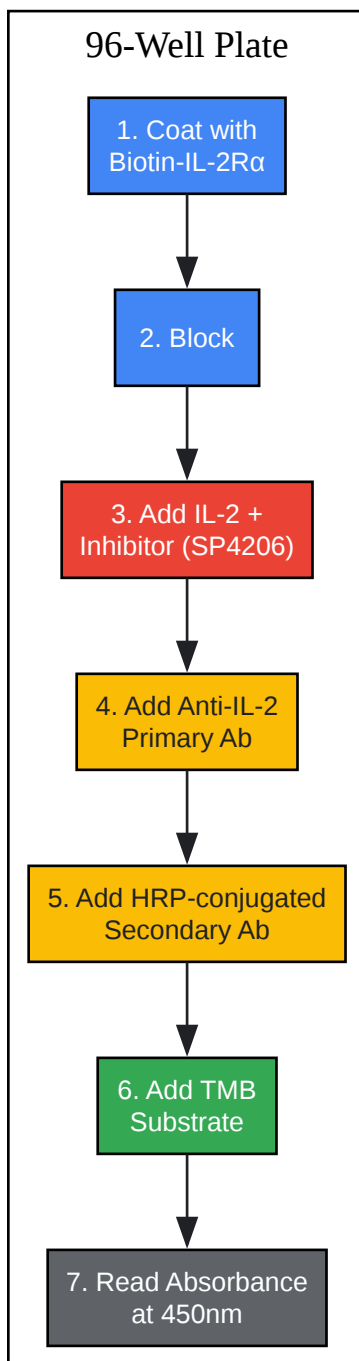 96-Well Plate
1. Coat with
Biotin-IL-2Rα
2. Block
3. Add IL-2 +
Inhibitor (SP4206)
4. Add Anti-IL-2
Primary Ab
5. Add HRP-conjugated
Secondary Ab
6. Add TMB
Substrate
7. Read Absorbance
at 450nm